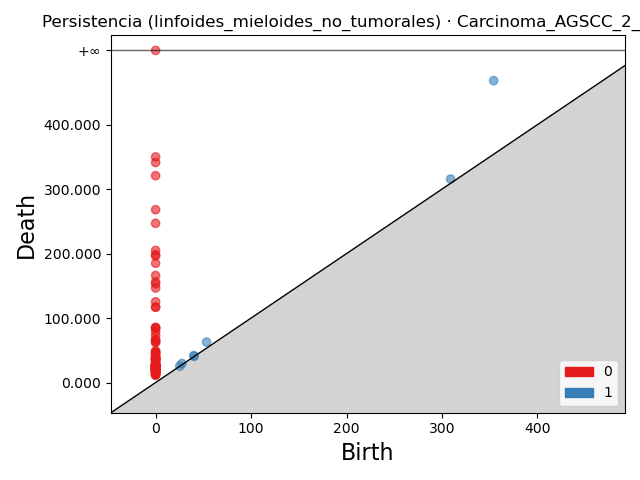 Persistencia (linfoides_mieloides_no_tumorales) · Carcinoma_AGSCC_2_
+∞
400.000
300.000
200.000
100.000
0.000
Death
0
1
0 100 200 300 400
Birth